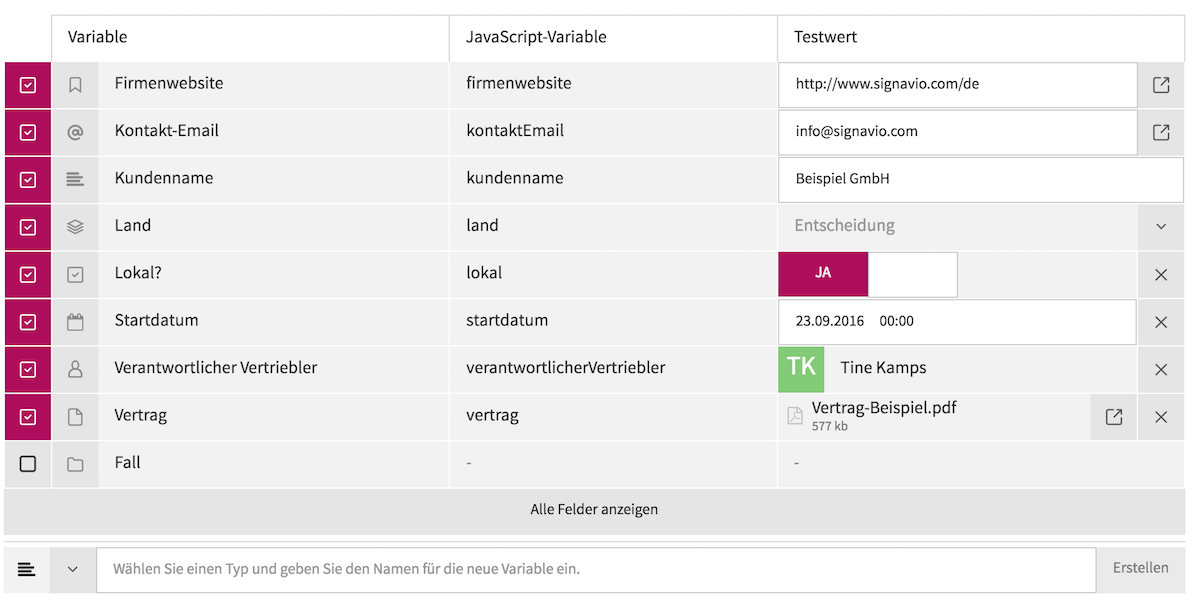 Variable JavaScript-Variable Testwert
Firmenwebsite firmenwebsite http://www.signavio.com/de
Kontakt-Email kontaktEmail info@signavio.com
Kundenname kundenname Beispiel GmbH
Land land Entscheidung
Lokal? lokal JA
Startdatum startdatum 23.09.2016 00:00
Verantwortlicher Vertriebler verantwortlicherVertriebler TK Tine Kamps
Vertrag vertrag Vertrag-Beispiel.pdf
577 kb
Fall - -
Alle Felder anzeigen
Wählen Sie einen Typ und geben Sie den Namen für die neue Variable ein. Erstellen